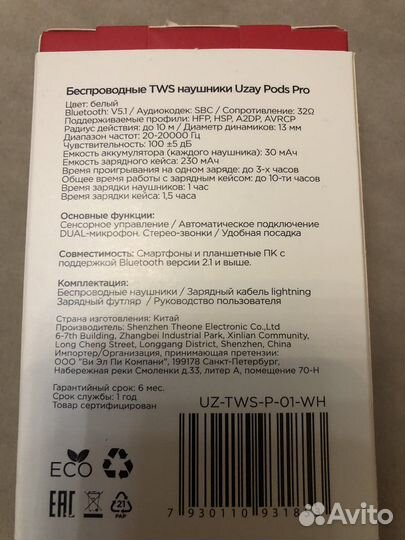 Беспроводные TWS наушники Uzay Pods Pro
Цвет: белый
Bluetooth: V5.1 / Аудиокодек: SBC / Сопротивление: 32Ω
Поддерживаемые профили: HFP, HSP, A2DP, AVRCP
Радиус действия: до 10 м / Диаметр динамиков: 13 мм
Диапазон частот: 20-20000 Гц
Чувствительность: 100 ±5 дБ
Емкость аккумулятора (каждого наушника): 30 мАч
Емкость зарядного кейса: 230 мАч
Время проигрывания на одном заряде: до 3-х часов
Общее время работы с зарядным кейсом: до 10-ти часов
Время зарядки наушников: 1 час
Время зарядки кейса: 1,5 часа
Основные функции:
Сенсорное управление / Автоматическое подключение
DUAL-микрофон. Стерео-звонки / Удобная посадка
Совместимость: Смартфоны и планшетные ПК с
поддержкой Bluetooth версии 2.1 и выше.
Комплектация:
Беспроводные наушники / Зарядный кабель lightning
Зарядный футляр / Руководство пользователя
Страна изготовления: Китай
Производитель: Shenzhen Theone Electronic Co.,Ltd
6-7th Building, Zhangbei Industrial Park, Xinlian Community,
Long Cheng Street, Longgang District, Shenzhen, China
Импортер/Организация, принимающая претензии:
ООО "Ви Эл Пи Компани", 199178 Санкт-Петербург,
Набережная реки Смоленки д.33, литер А, помещение 70-Н
Гарантийный срок: 6 мес.
Срок службы: 1 год
Товар сертифицирован
UZ-TWS-P-01-WH
ECO
EAC
21
PAP
7 930110 9318
Avito